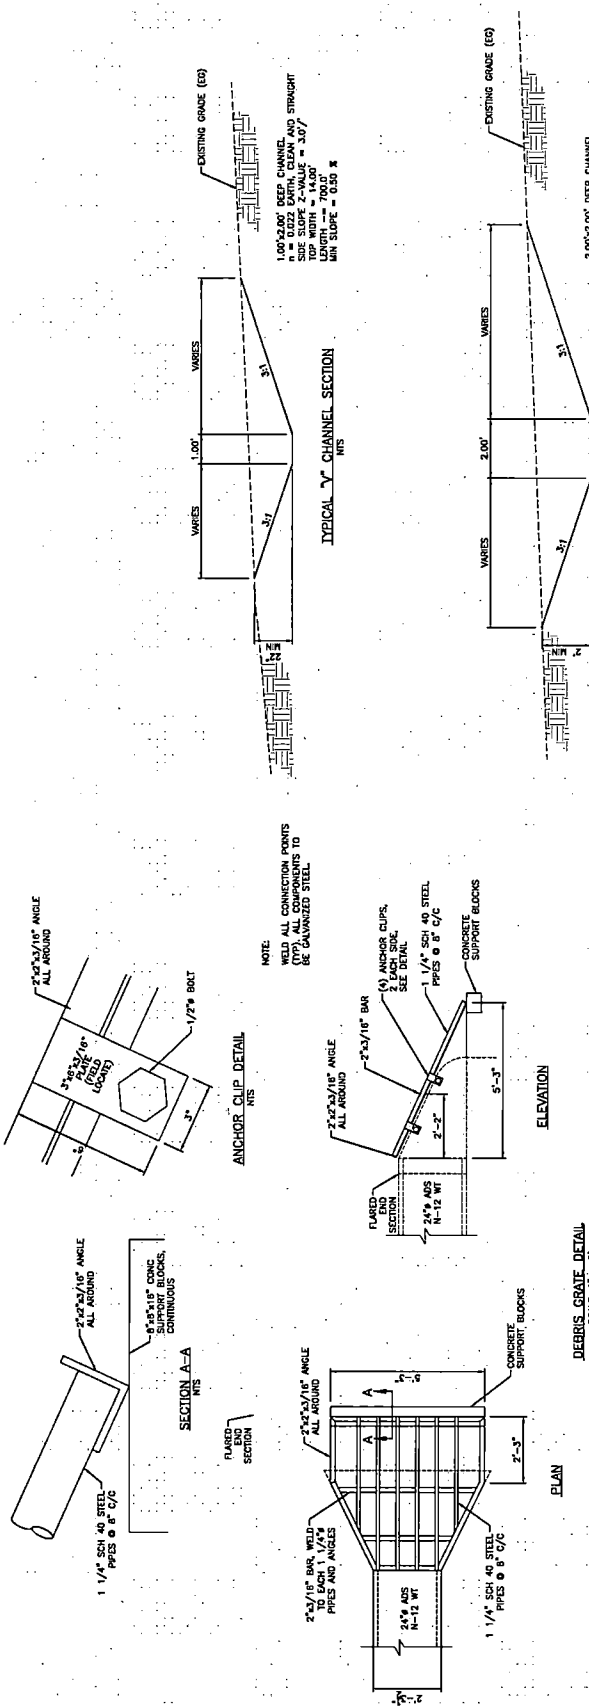 1 1/4" SCH 40 STEEL
PIPES @ 8" C/C
2"x2"x3/16" ANGLE
ALL AROUND
8"x8"x16" CONC
SUPPORT BLOCKS,
CONTINUOUS
SECTION A-A
NTS
2"x2"x3/16" ANGLE
ALL AROUND
3"x6"x3/16"
PLATE
(FIELD
LOCATE)
1/2"ø BOLT
3"
ANCHOR CLIP DETAIL
NTS
NOTE:
WELD ALL CONNECTION POINTS
(TYP). ALL COMPONENTS TO
BE GALVANIZED STEEL.
FLARED
END
SECTION
2"x3/16" BAR, WELD
TO EACH 1 1/4"ø
PIPES AND ANGLES
2"x2"x3/16" ANGLE
ALL AROUND
A
A
24"ø ADS
N-12 WT
1 1/4" SCH 40 STEEL
PIPES @ 8" C/C
2'-3"
CONCRETE
SUPPORT BLOCKS
PLAN
FLARED
END
SECTION
2"x2"x3/16" ANGLE
ALL AROUND
2"x3/16" BAR
(4) ANCHOR CLIPS,
2 EACH SIDE,
SEE DETAIL
1 1/4" SCH 40 STEEL
PIPES @ 8" C/C
CONCRETE
SUPPORT BLOCKS
24"ø ADS
N-12 WT
2'-2"
5'-3"
ELEVATION
DEBRIS GRATE DETAIL
VARIES
1.00'
VARIES
EXISTING GRADE (EG)
3:1
3:1
22"
MIN
1.00'x2.00' DEEP CHANNEL
n = 0.022 EARTH, CLEAN AND STRAIGHT
SIDE SLOPE Z-VALUE = 3.0'/'
TOP WIDTH = 14.00'
LENGTH -= 700.0'
MIN SLOPE = 0.50 %
TYPICAL "V" CHANNEL SECTION
NTS
VARIES
2.00'
VARIES
EXISTING GRADE (EG)
3:1
3:1
2'
MIN
2.00'x2.00' DEEP CHANNEL